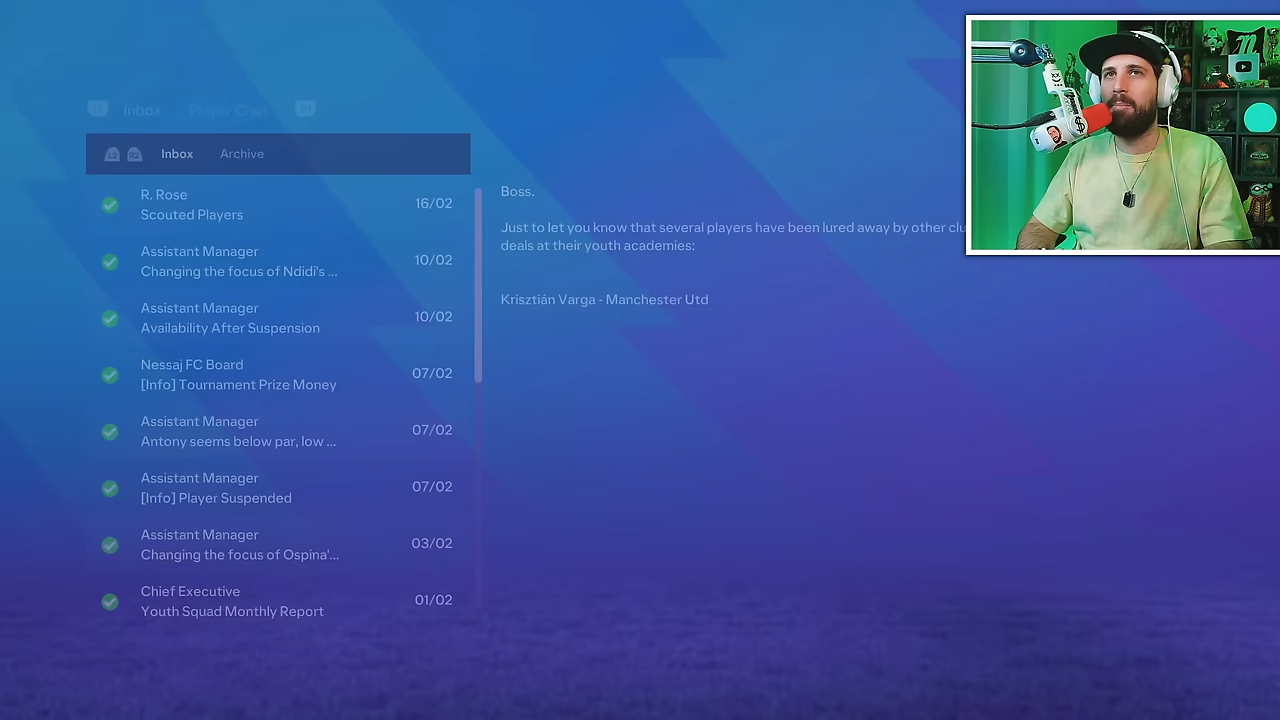 Inbox Player Chat
Inbox Archive
R. Rose
Scouted Players
16/02
Assistant Manager
Changing the focus of Ndidi's ...
10/02
Assistant Manager
Availability After Suspension
10/02
Nessaj FC Board
[Info] Tournament Prize Money
07/02
Assistant Manager
Antony seems below par, low ...
07/02
Assistant Manager
[Info] Player Suspended
07/02
Assistant Manager
Changing the focus of Ospina'...
03/02
Chief Executive
Youth Squad Monthly Report
01/02
Boss.
Just to let you know that several players have been lured away by other clu
deals at their youth academies:
Krisztián Varga - Manchester Utd